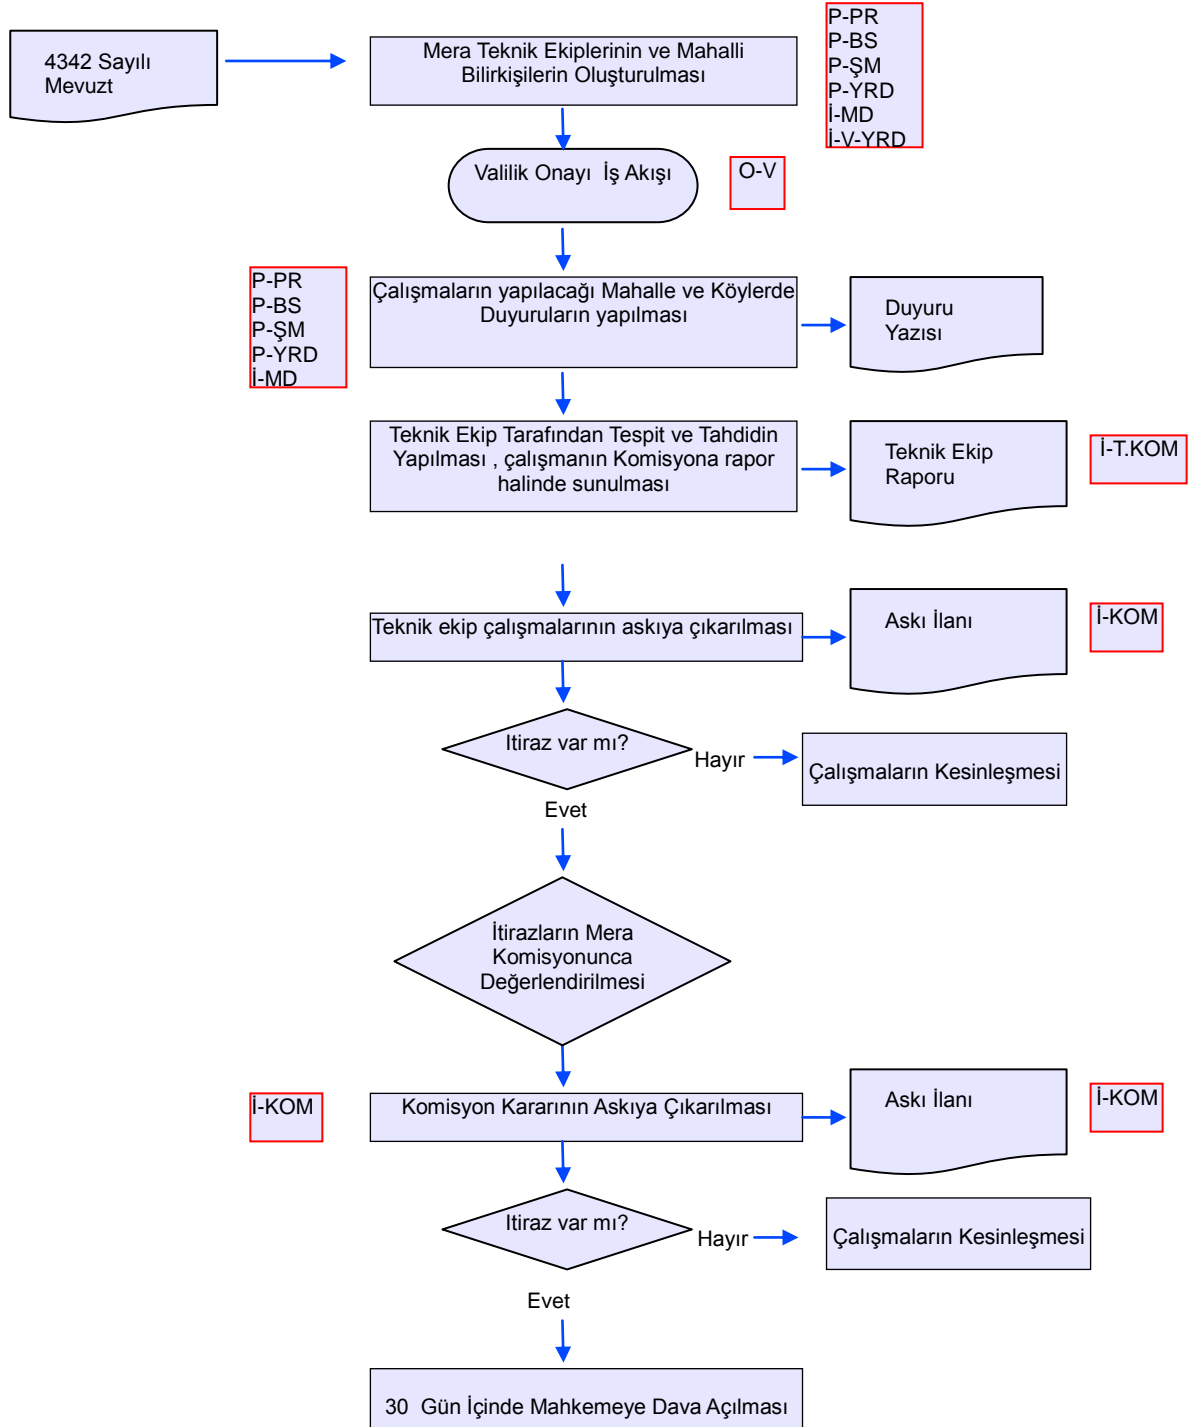 4342 Sayılı
Mevuzt
Mera Teknik Ekiplerinin ve Mahalli
Bilirkişilerin Oluşturulması
P-PR
P-BS
P-ŞM
P-YRD
İ-MD
İ-V-YRD
Valilik Onayı  İş Akışı
O-V
P-PR
P-BS
P-ŞM
P-YRD
İ-MD
Çalışmaların yapılacağı Mahalle ve Köylerde
Duyuruların yapılması
Duyuru
Yazısı
Teknik Ekip Tarafından Tespit ve Tahdidin
Yapılması , çalışmanın Komisyona rapor
halinde sunulması
Teknik Ekip
Raporu
İ-T.KOM
Teknik ekip çalışmalarının askıya çıkarılması
Askı İlanı
İ-KOM
Itiraz var mı?
Hayır
Çalışmaların Kesinleşmesi
Evet
İtirazların Mera
Komisyonunca
Değerlendirilmesi
İ-KOM
Komisyon Kararının Askıya Çıkarılması
Askı İlanı
İ-KOM
Itiraz var mı?
Hayır
Çalışmaların Kesinleşmesi
Evet
30  Gün İçinde Mahkemeye Dava Açılması